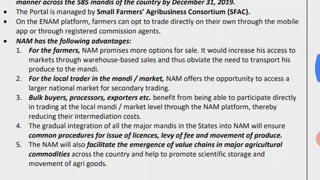 manner across the 585 mandis of the country by December 31, 2019.
• The Portal is managed by Small Farmers' Agribusiness Consortium (SFAC).
• On the ENAM platform, farmers can opt to trade directly on their own through the mobile
app or through registered commission agents.
• NAM has the following advantages:
1. For the farmers, NAM promises more options for sale. It would increase his access to
markets through warehouse-based sales and thus obviate the need to transport his
produce to the mandi.
2. For the local trader in the mandi / market, NAM offers the opportunity to access a
larger national market for secondary trading.
3. Bulk buyers, processors, exporters etc. benefit from being able to participate directly
in trading at the local mandi / market level through the NAM platform, thereby
reducing their intermediation costs.
4. The gradual integration of all the major mandis in the States into NAM will ensure
common procedures for issue of licences, levy of fee and movement of produce.
5. The NAM will also facilitate the emergence of value chains in major agricultural
commodities across the country and help to promote scientific storage and
movement of agri goods.